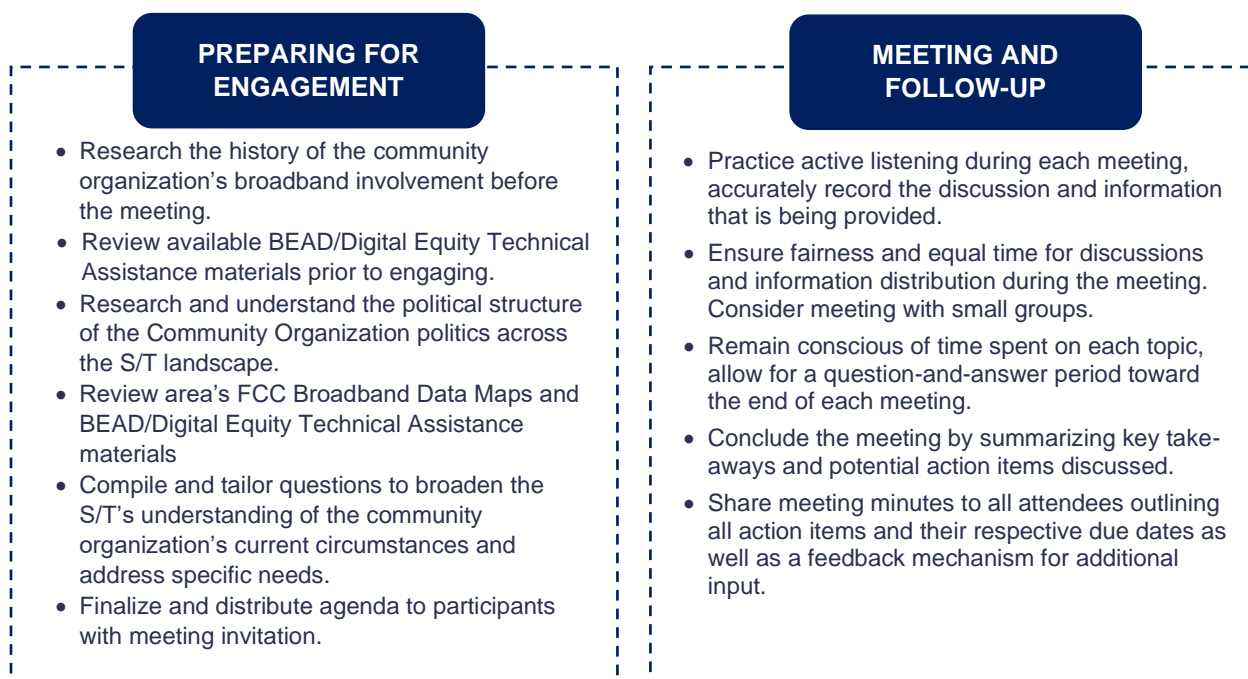 PREPARING FOR
ENGAGEMENT
• Research the history of the community
organization’s broadband involvement before
the meeting.
• Review available BEAD/Digital Equity Technical
Assistance materials prior to engaging.
• Research and understand the political structure
of the Community Organization politics across
the S/T landscape.
• Review area’s FCC Broadband Data Maps and
BEAD/Digital Equity Technical Assistance
materials
• Compile and tailor questions to broaden the
S/T’s understanding of the community
organization’s current circumstances and
address specific needs.
• Finalize and distribute agenda to participants
with meeting invitation.
MEETING AND
FOLLOW-UP
• Practice active listening during each meeting,
accurately record the discussion and information
that is being provided.
• Ensure fairness and equal time for discussions
and information distribution during the meeting.
Consider meeting with small groups.
• Remain conscious of time spent on each topic,
allow for a question-and-answer period toward
the end of each meeting.
• Conclude the meeting by summarizing key take-
aways and potential action items discussed.
• Share meeting minutes to all attendees outlining
all action items and their respective due dates as
well as a feedback mechanism for additional
input.